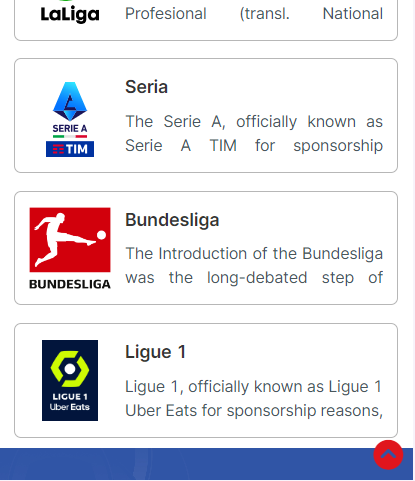 LaLiga
Profesional (transl. National
Seria
The Serie A, officially known as
Serie A TIM for sponsorship
SERIE A
TIM
Bundesliga
The Introduction of the Bundesliga
was the long-debated step of
BUNDESLIGA
Ligue 1
Ligue 1, officially known as Ligue 1
Uber Eats for sponsorship reasons,
LIGUE 1
Uber Eats